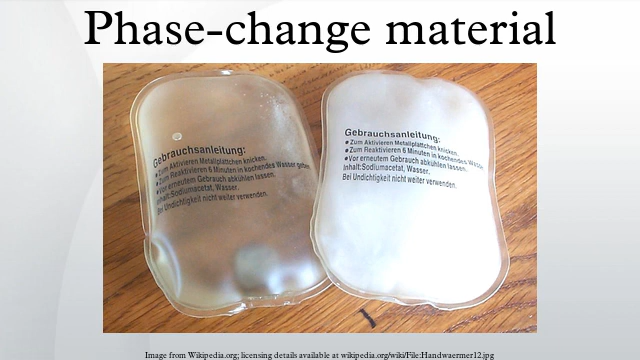 Phase-change material
Gebrauchsanleitung:
● Zum Aktivieren Metallplättchen knicken.
● Zum Reaktivieren 6 Minuten in kochendes Wasser geben.
● Vor erneutem Gebrauch abkühlen lassen.
Inhalt:Sodiumacetat, Wasser.
Bei Undichtigkeit nicht weiter verwenden.
Gebrauchsanleitung:
● Zum Aktivieren Metallplättchen knicken.
● Zum Reaktivieren 6 Minuten in kochendes Wasser
● Vor erneutem Gebrauch abkühlen lassen.
Inhalt:Sodiumacetat, Wasser.
Bei Undichtigkeit nicht weiter verwenden.
Image from Wikipedia.org; licensing details available at wikipedia.org/wiki/File:Handwaermer12.jpg